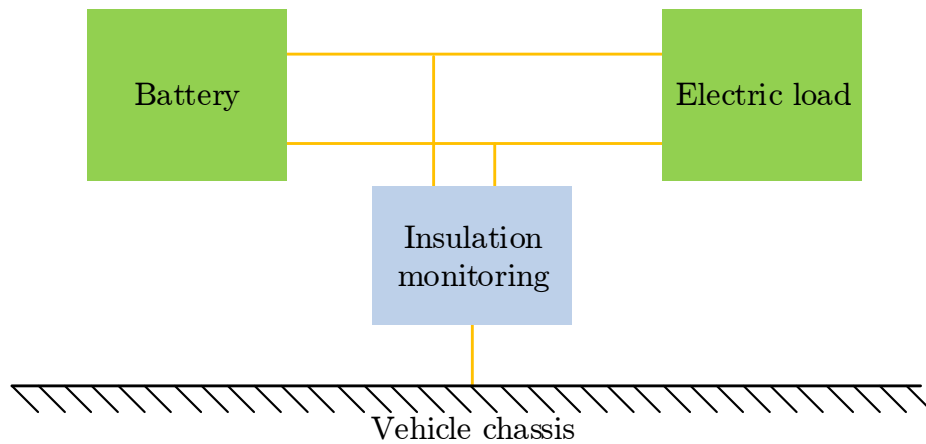 Battery
Electric load
Insulation
monitoring
Vehicle chassis